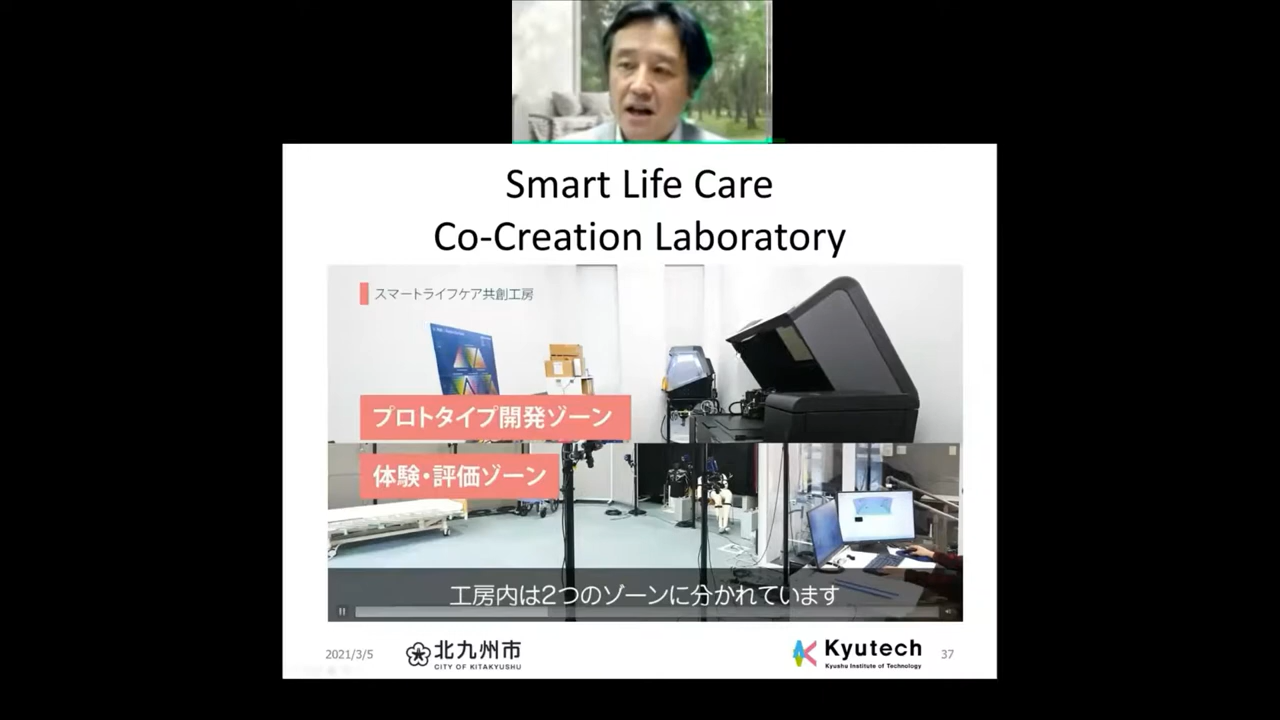 Smart Life Care
Co-Creation Laboratory
スマートライフケア共創工房
プロトタイプ開発ゾーン
体験・評価ゾーン
工房内は2つのゾーンに分かれています
2021/3/5
北九州市
CITY OF KITAKYUSHU
Kyutech
Kyushu Institute of Technology
37